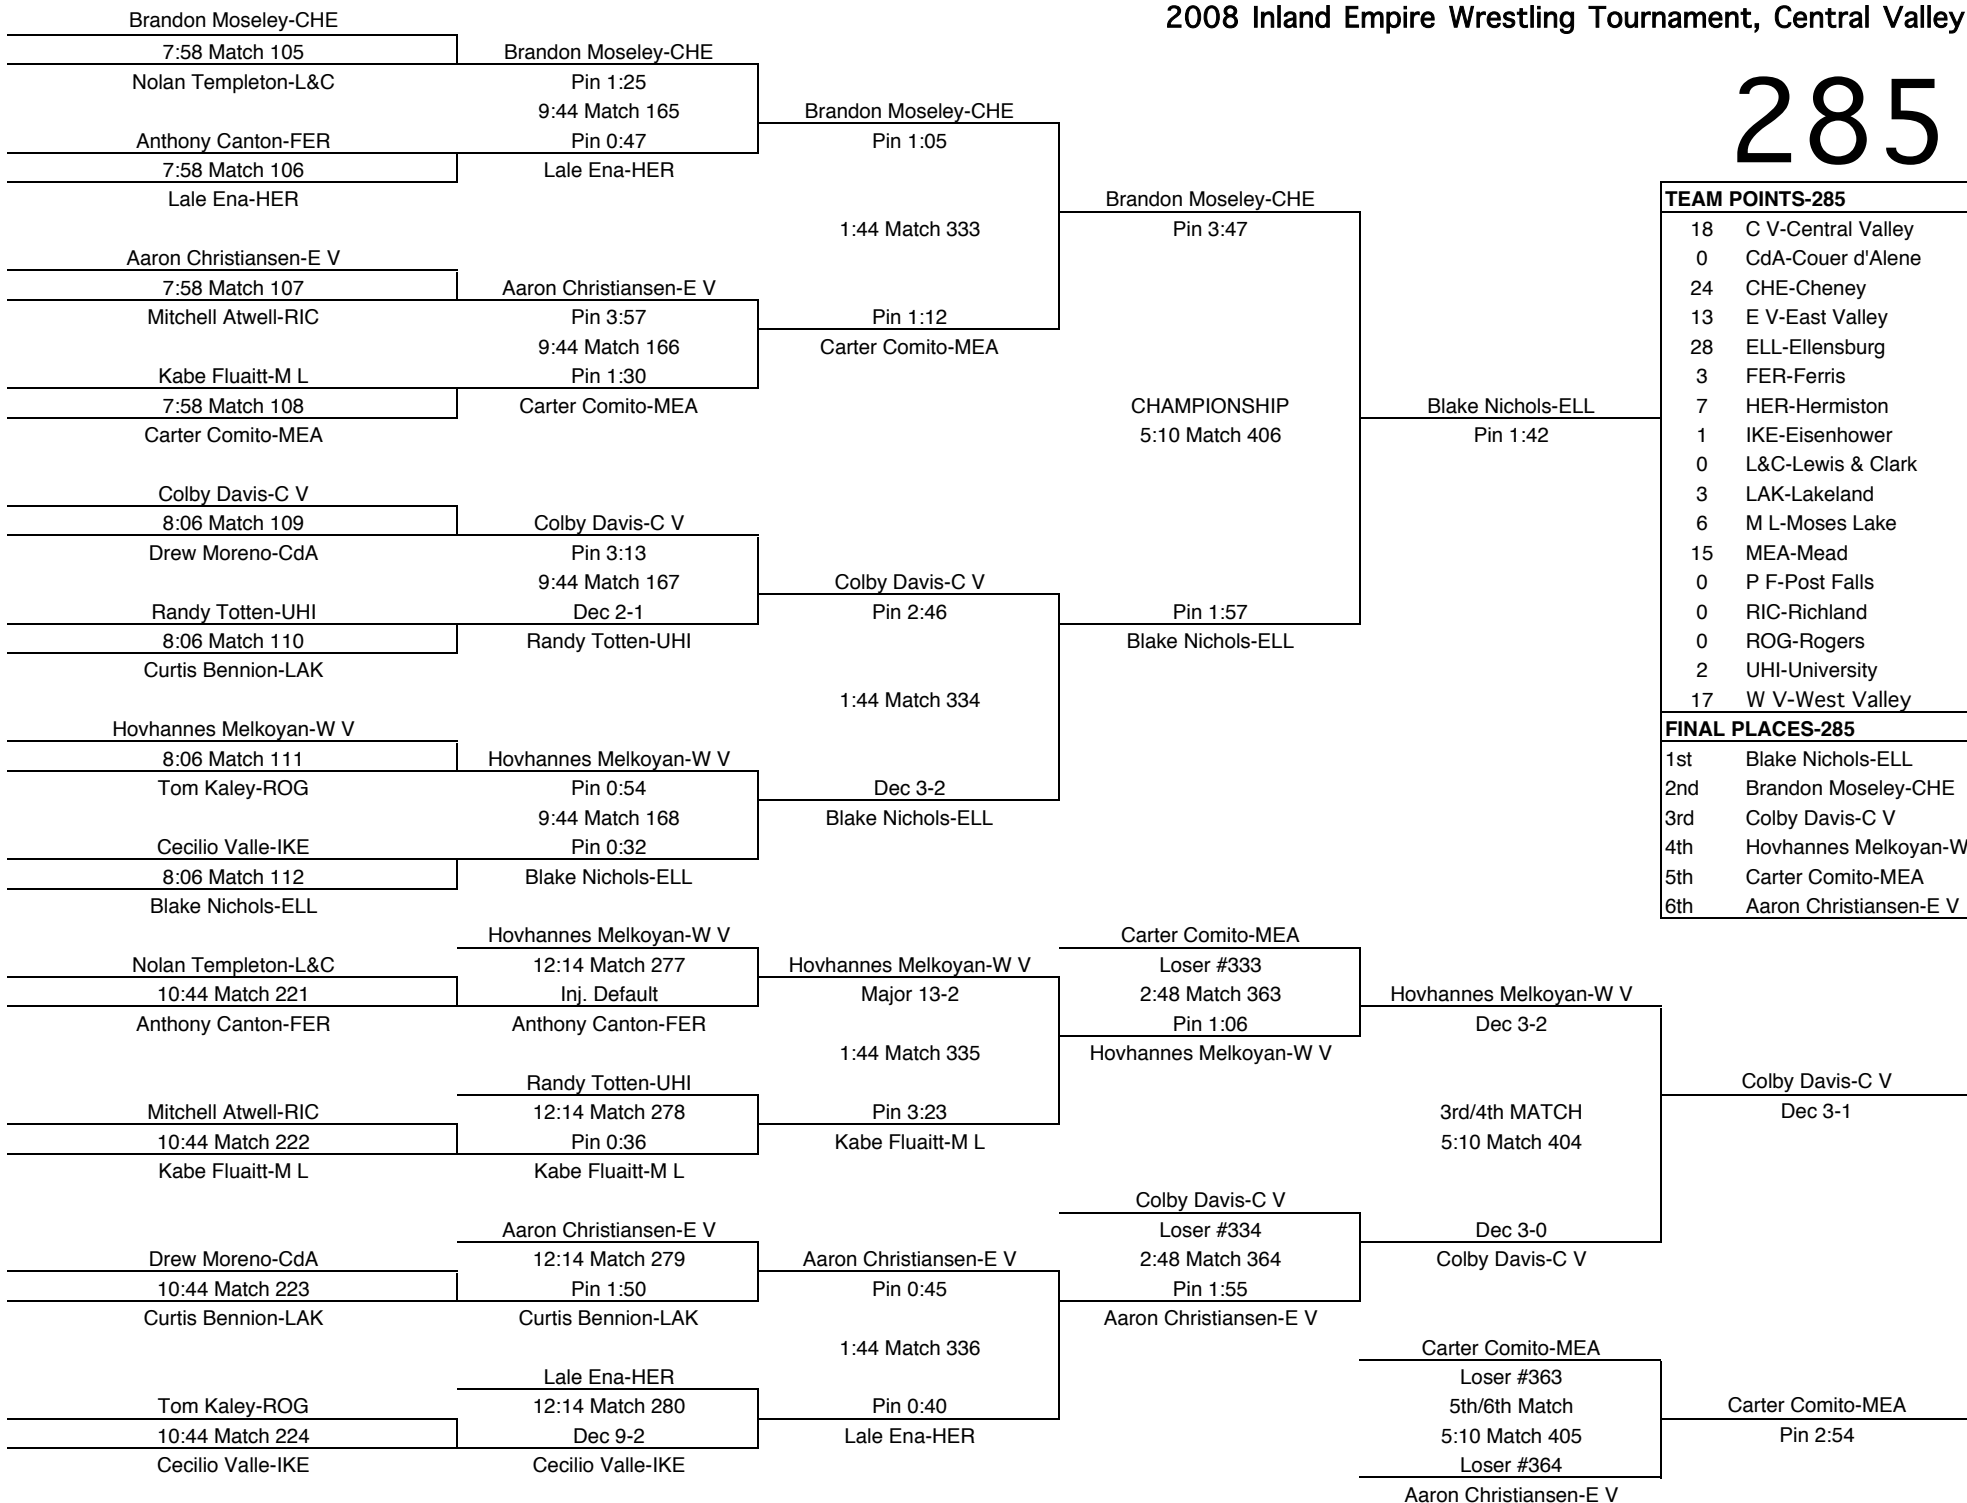 2008 Inland Empire Wrestling Tournament, Central Valley
285
Brandon Moseley-CHE
7:58 Match 105
Nolan Templeton-L&C
Anthony Canton-FER
7:58 Match 106
Lale Ena-HER
Aaron Christiansen-E V
7:58 Match 107
Mitchell Atwell-RIC
Kabe Fluaitt-M L
7:58 Match 108
Carter Comito-MEA
Colby Davis-C V
8:06 Match 109
Drew Moreno-CdA
Randy Totten-UHI
8:06 Match 110
Curtis Bennion-LAK
Hovhannes Melkoyan-W V
8:06 Match 111
Tom Kaley-ROG
Cecilio Valle-IKE
8:06 Match 112
Blake Nichols-ELL
Brandon Moseley-CHE
Pin 1:25
9:44 Match 165
Pin 0:47
Lale Ena-HER
Aaron Christiansen-E V
Pin 3:57
9:44 Match 166
Pin 1:30
Carter Comito-MEA
Colby Davis-C V
Pin 3:13
9:44 Match 167
Dec 2-1
Randy Totten-UHI
Hovhannes Melkoyan-W V
Pin 0:54
9:44 Match 168
Pin 0:32
Blake Nichols-ELL
Brandon Moseley-CHE
Pin 1:05
1:44 Match 333
Pin 1:12
Carter Comito-MEA
Colby Davis-C V
Pin 2:46
1:44 Match 334
Dec 3-2
Blake Nichols-ELL
Brandon Moseley-CHE
Pin 3:47
CHAMPIONSHIP
5:10 Match 406
Pin 1:57
Blake Nichols-ELL
Blake Nichols-ELL
Pin 1:42
TEAM POINTS-285
18 C V-Central Valley
0 CdA-Couer d'Alene
24 CHE-Cheney
13 E V-East Valley
28 ELL-Ellensburg
3 FER-Ferris
7 HER-Hermiston
1 IKE-Eisenhower
0 L&C-Lewis & Clark
3 LAK-Lakeland
6 M L-Moses Lake
15 MEA-Mead
0 P F-Post Falls
0 RIC-Richland
0 ROG-Rogers
2 UHI-University
17 W V-West Valley
FINAL PLACES-285
1st Blake Nichols-ELL
2nd Brandon Moseley-CHE
3rd Colby Davis-C V
4th Hovhannes Melkoyan-W
5th Carter Comito-MEA
6th Aaron Christiansen-E V
Nolan Templeton-L&C
10:44 Match 221
Anthony Canton-FER
Mitchell Atwell-RIC
10:44 Match 222
Kabe Fluaitt-M L
Drew Moreno-CdA
10:44 Match 223
Curtis Bennion-LAK
Tom Kaley-ROG
10:44 Match 224
Cecilio Valle-IKE
Hovhannes Melkoyan-W V
12:14 Match 277
Inj. Default
Anthony Canton-FER
Randy Totten-UHI
12:14 Match 278
Pin 0:36
Kabe Fluaitt-M L
Aaron Christiansen-E V
12:14 Match 279
Pin 1:50
Curtis Bennion-LAK
Lale Ena-HER
12:14 Match 280
Dec 9-2
Cecilio Valle-IKE
Hovhannes Melkoyan-W V
Major 13-2
1:44 Match 335
Pin 3:23
Kabe Fluaitt-M L
Aaron Christiansen-E V
Pin 0:45
1:44 Match 336
Pin 0:40
Lale Ena-HER
Carter Comito-MEA
Loser #333
2:48 Match 363
Pin 1:06
Hovhannes Melkoyan-W V
Colby Davis-C V
Loser #334
2:48 Match 364
Pin 1:55
Aaron Christiansen-E V
Hovhannes Melkoyan-W V
Dec 3-2
3rd/4th MATCH
5:10 Match 404
Dec 3-0
Colby Davis-C V
Carter Comito-MEA
Loser #363
5th/6th Match
5:10 Match 405
Loser #364
Aaron Christiansen-E V
Colby Davis-C V
Dec 3-1
Carter Comito-MEA
Pin 2:54